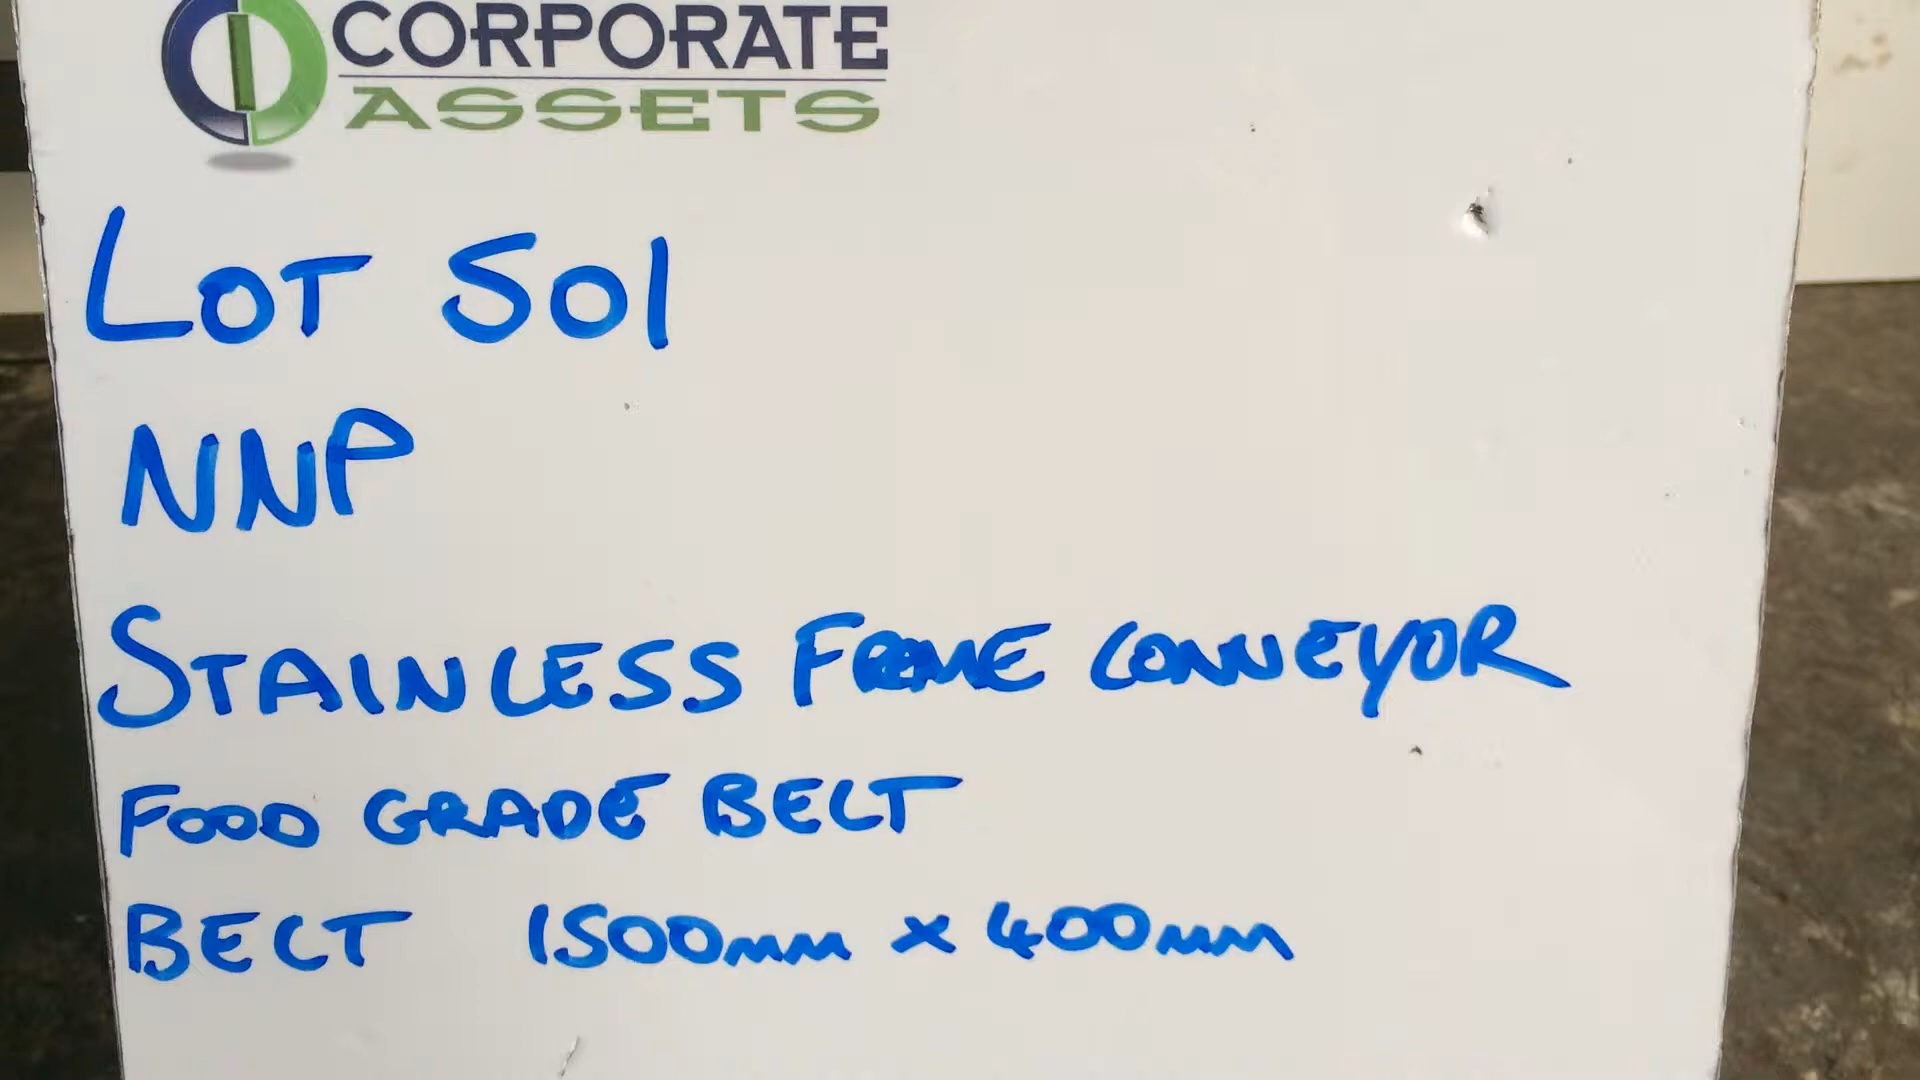 CORPORATE
ASSETS
LOT 501
NNP
STAINLESS FRAME CONVEYOR
FOOD GRADE BELT
BELT 1500mm x 400mm